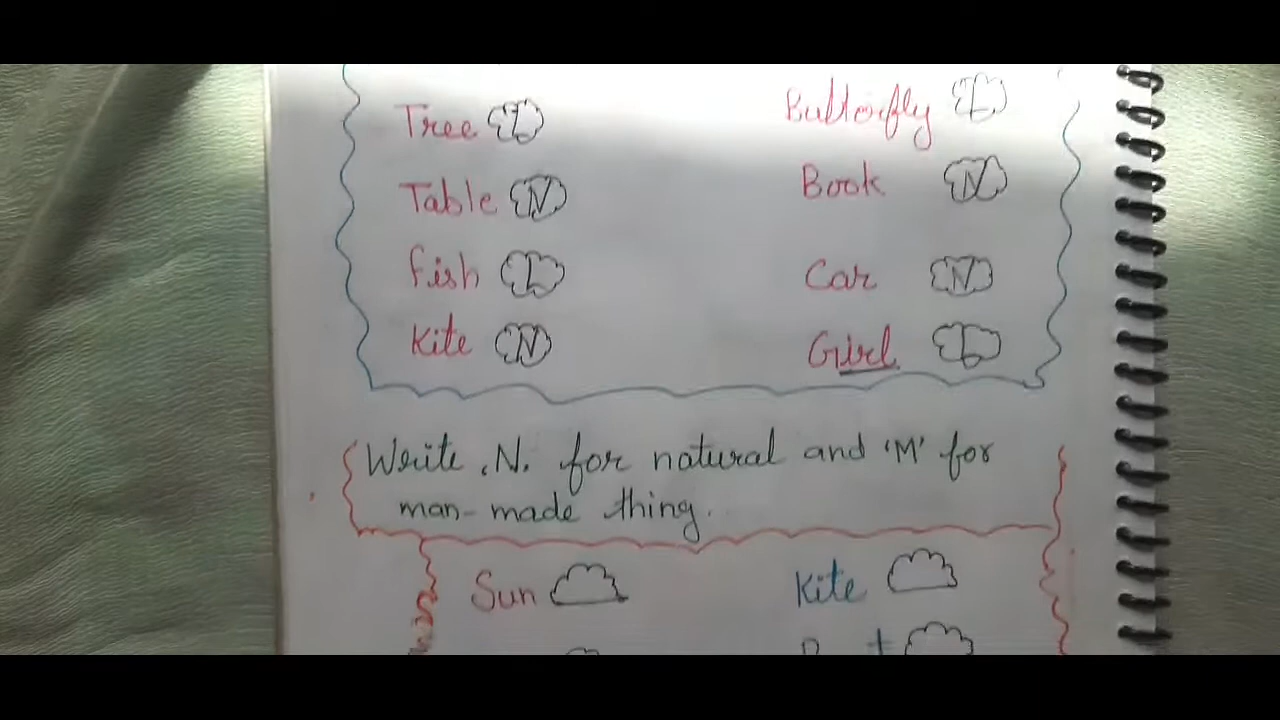 Tree L
Butterfly L
Table N
Book N
fish L
Car N
Kite N
Girl L
Write .N. for natural and 'M' for
man-made thing.
Sun
Kite